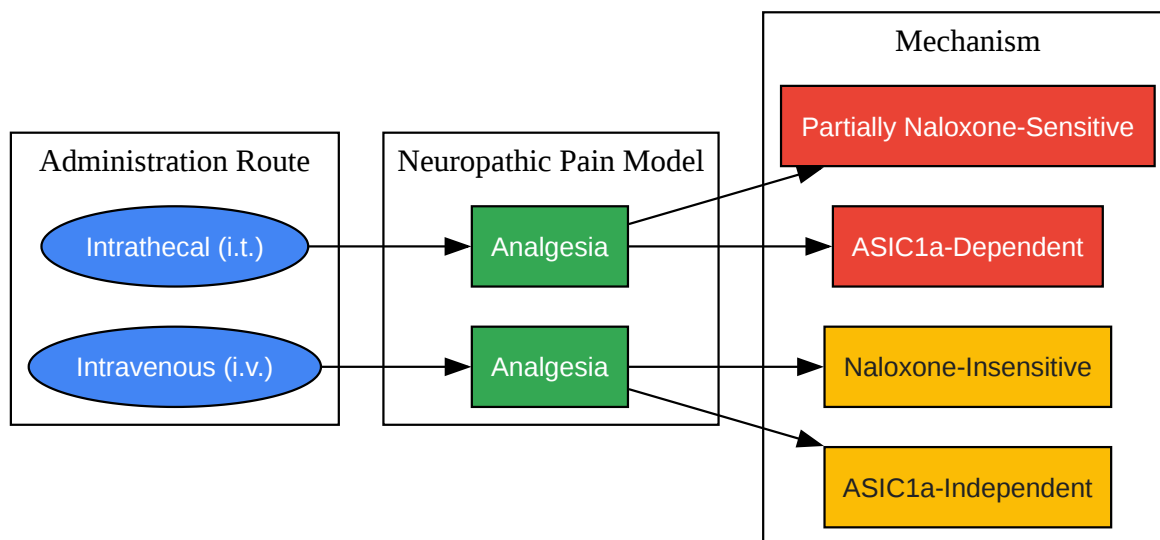 Administration Route
Intrathecal (i.t.)
Intravenous (i.v.)
Neuropathic Pain Model
Analgesia
Analgesia
Mechanism
Partially Naloxone-Sensitive
ASIC1a-Dependent
Naloxone-Insensitive
ASIC1a-Independent